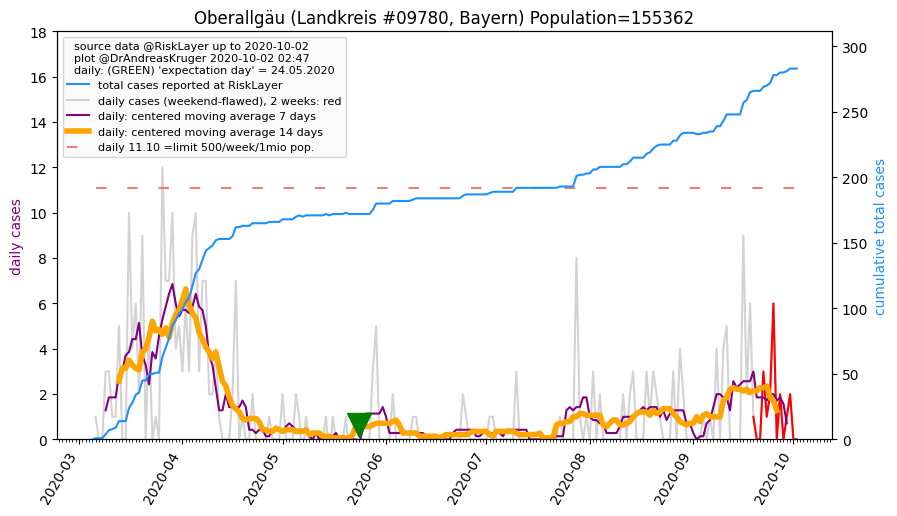 Oberallgäu (Landkreis #09780, Bayern) Population=155362
source data @RiskLayer up to 2020-10-02
plot @DrAndreasKruger 2020-10-02 02:47
daily: (GREEN) 'expectation day' = 24.05.2020
total cases reported at RiskLayer
daily cases (weekend-flawed), 2 weeks: red
daily: centered moving average 7 days
daily: centered moving average 14 days
daily 11.10 =limit 500/week/1mio pop.
daily cases
18
16
14
12
10
8
6
4
2
0
cumulative total cases
300
250
200
150
100
50
0
2020-03
2020-04
2020-05
2020-06
2020-07
2020-08
2020-09
2020-10